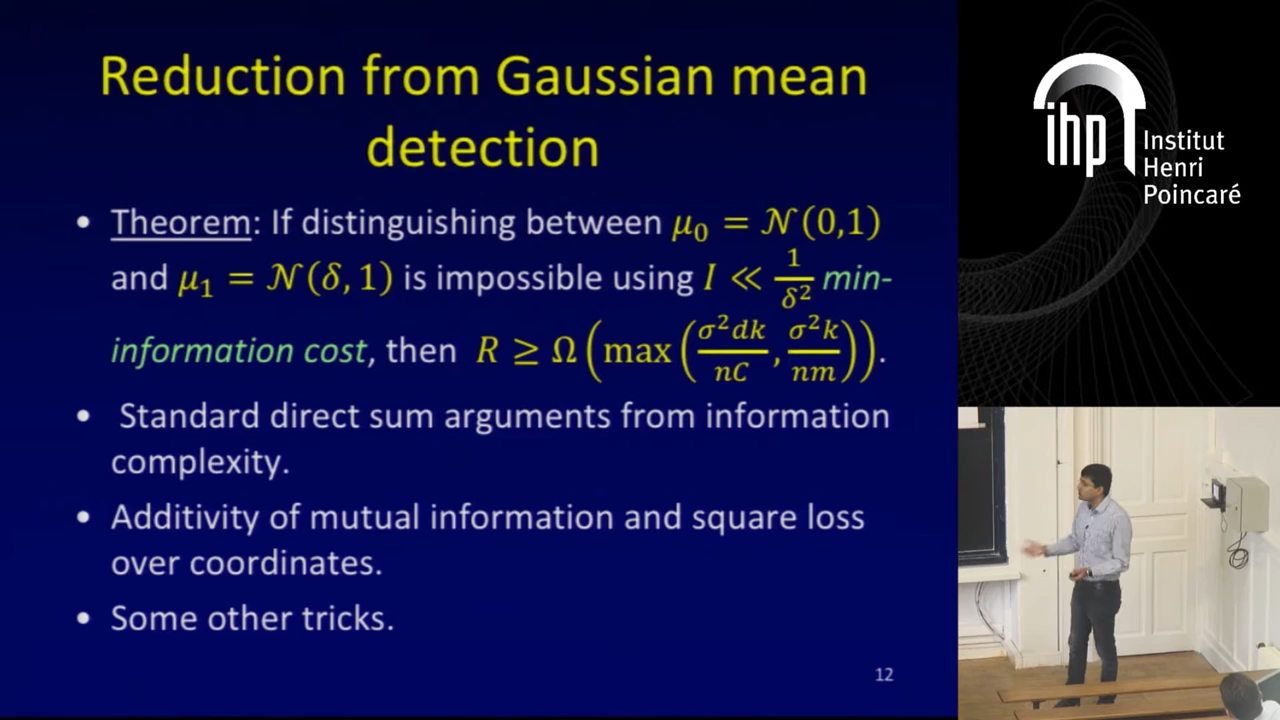 Reduction from Gaussian mean
detection
• Theorem: If distinguishing between μ₀ = 𝒩(0,1)
and μ₁ = 𝒩(δ, 1) is impossible using I ≪ 1/δ² min-
information cost, then R ≥ Ω(max(σ²dk/nC, σ²k/nm)).
• Standard direct sum arguments from information
complexity.
• Additivity of mutual information and square loss
over coordinates.
• Some other tricks.
12
ihp
Institut
Henri
Poincaré